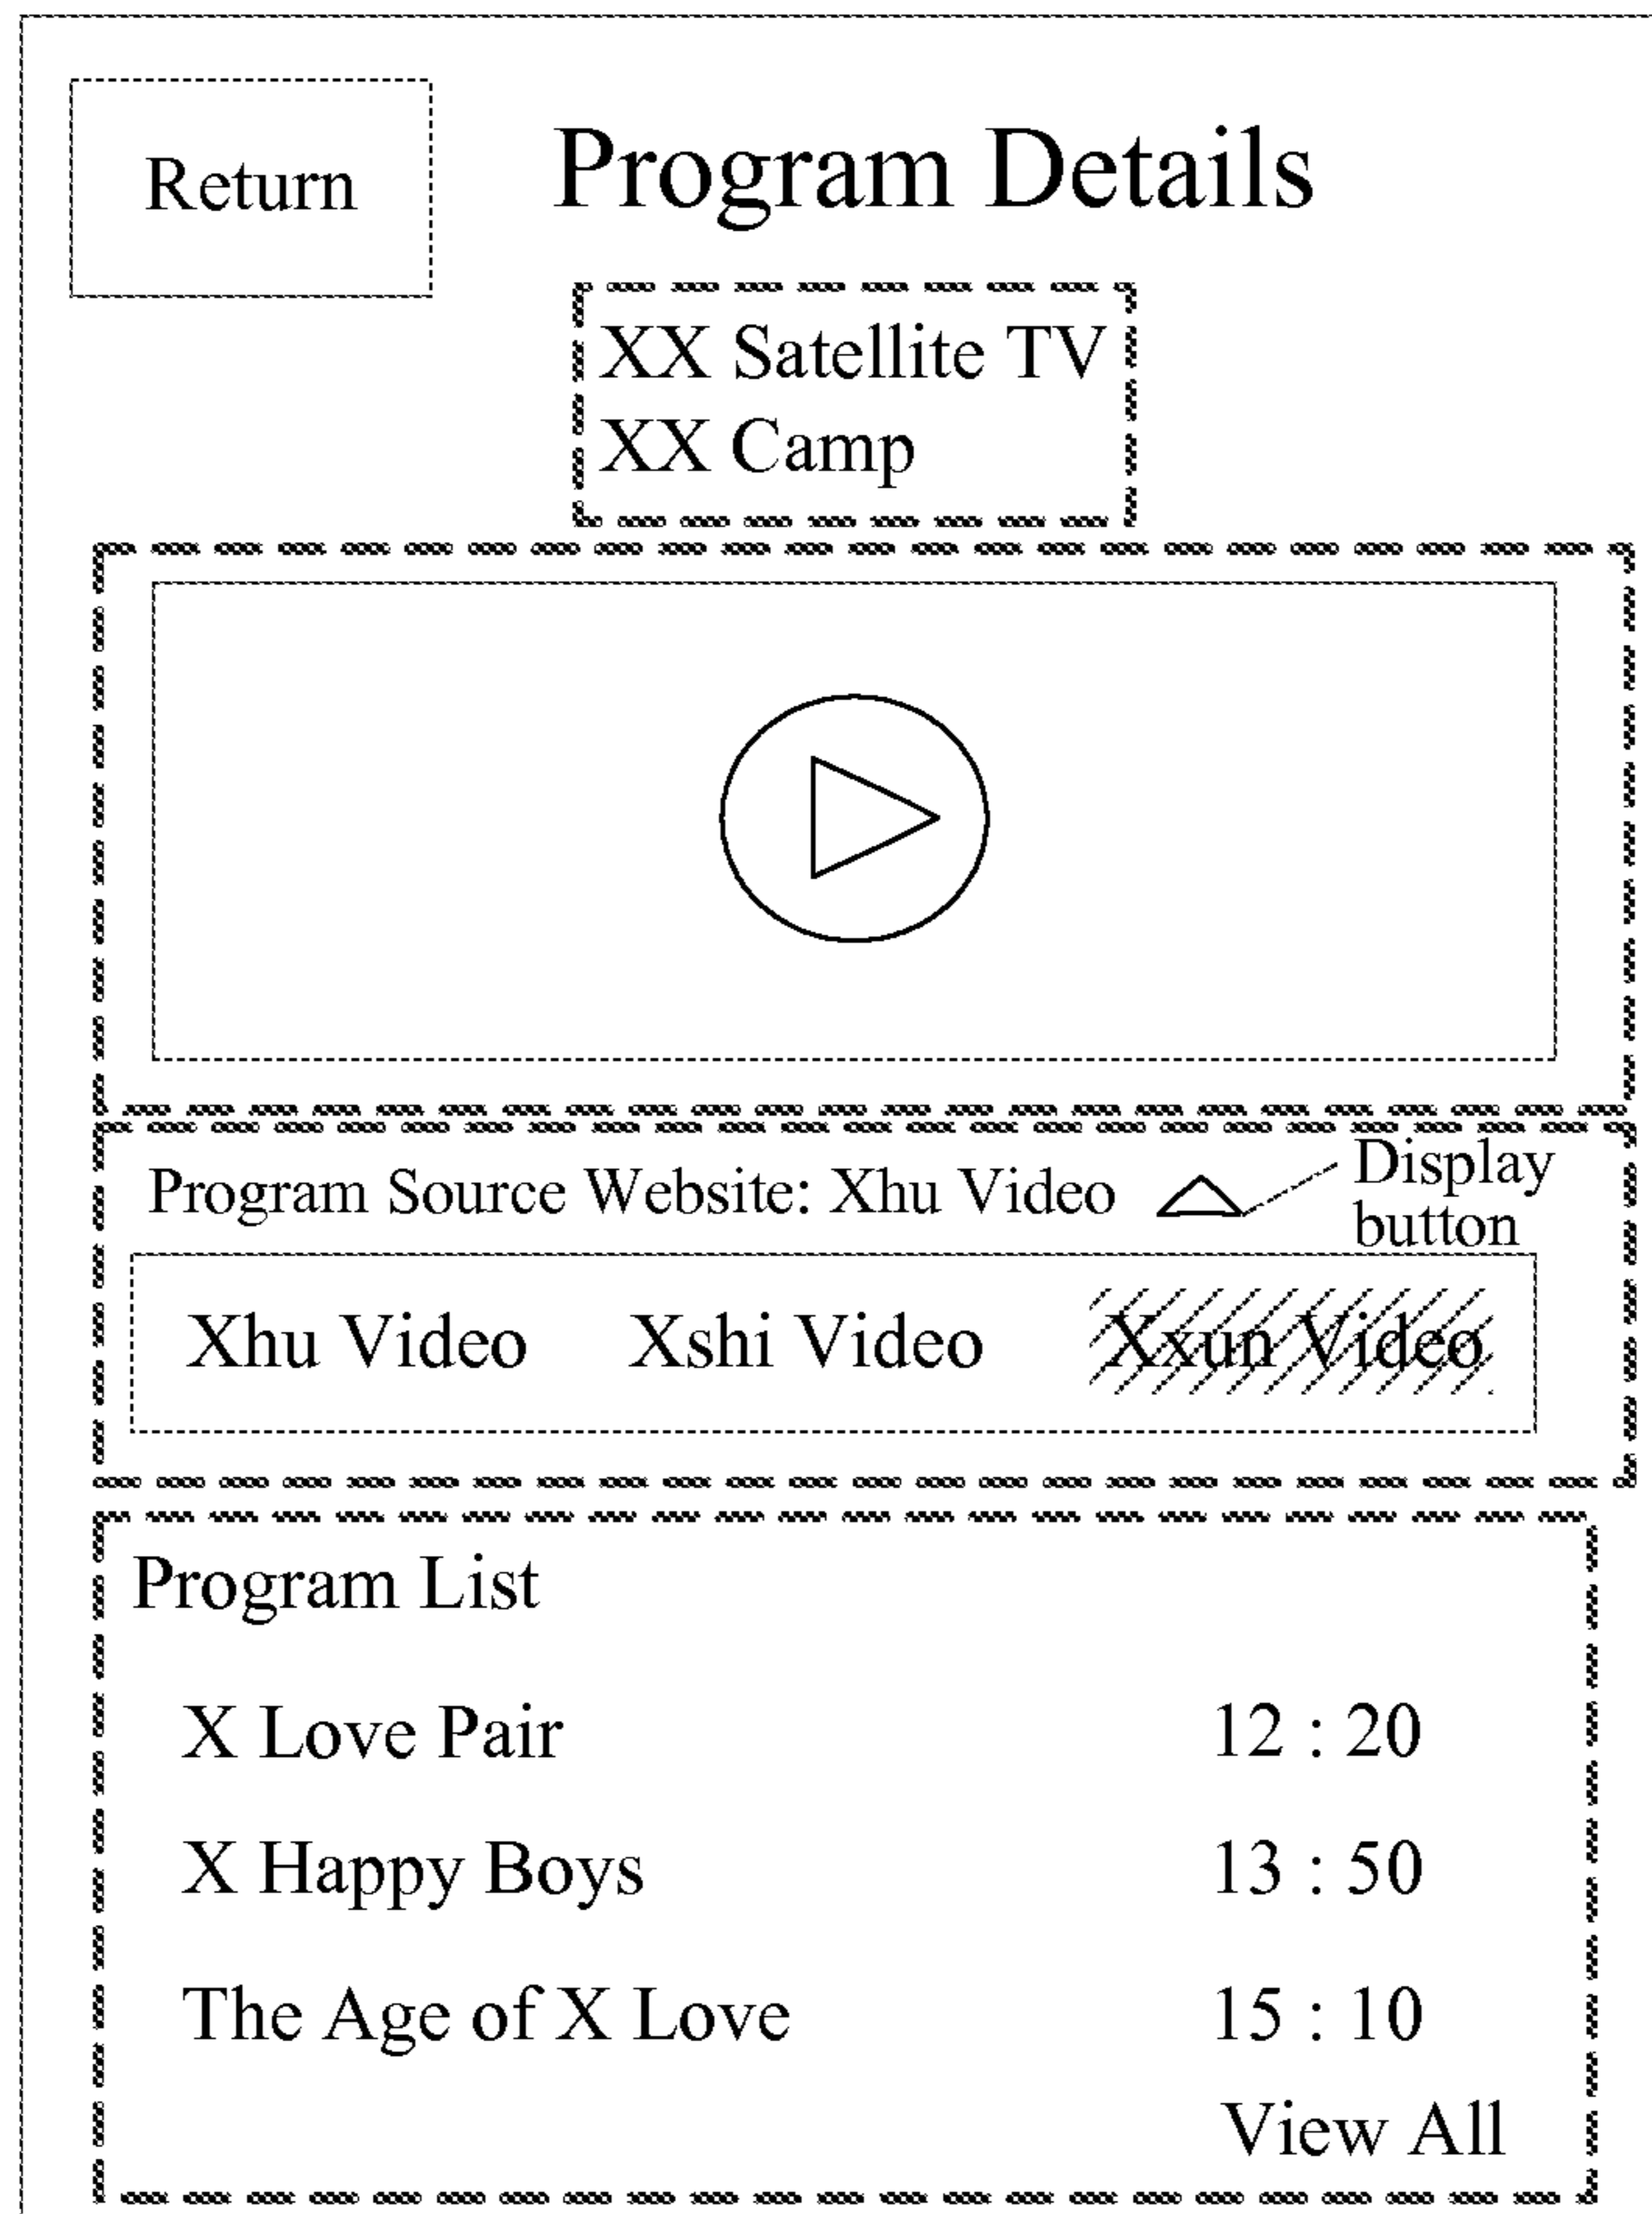 Return
Program Details
XX Satellite TV
XX Camp
Program Source Website: Xhu Video
Display
button
Xhu Video Xshi Video Xxun Video
Program List
X Love Pair 12 : 20
X Happy Boys 13 : 50
The Age of X Love 15 : 10
View All